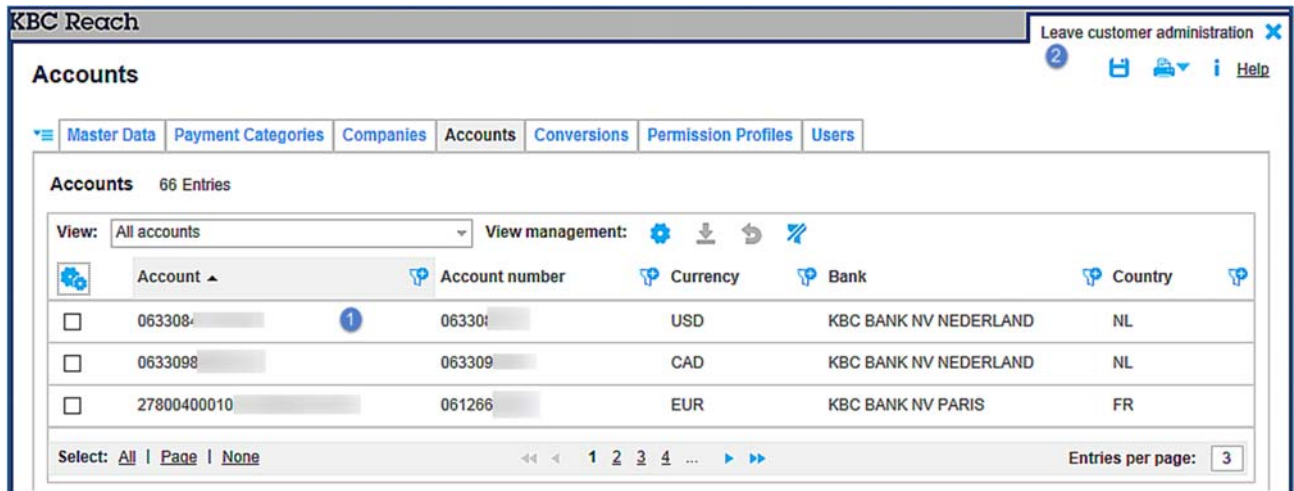 KBC Reach
Leave customer administration
2
Accounts
Help
Master Data Payment Categories Companies Accounts Conversions Permission Profiles Users
Accounts 66 Entries
View: All accounts View management:
Account Account number Currency Bank Country
1 USD KBC BANK NV NEDERLAND NL
0633098 063309 CAD KBC BANK NV NEDERLAND NL
27800400010 061266 EUR KBC BANK NV PARIS FR
Select: All | Page | None 1 2 3 4 ... Entries per page: 3